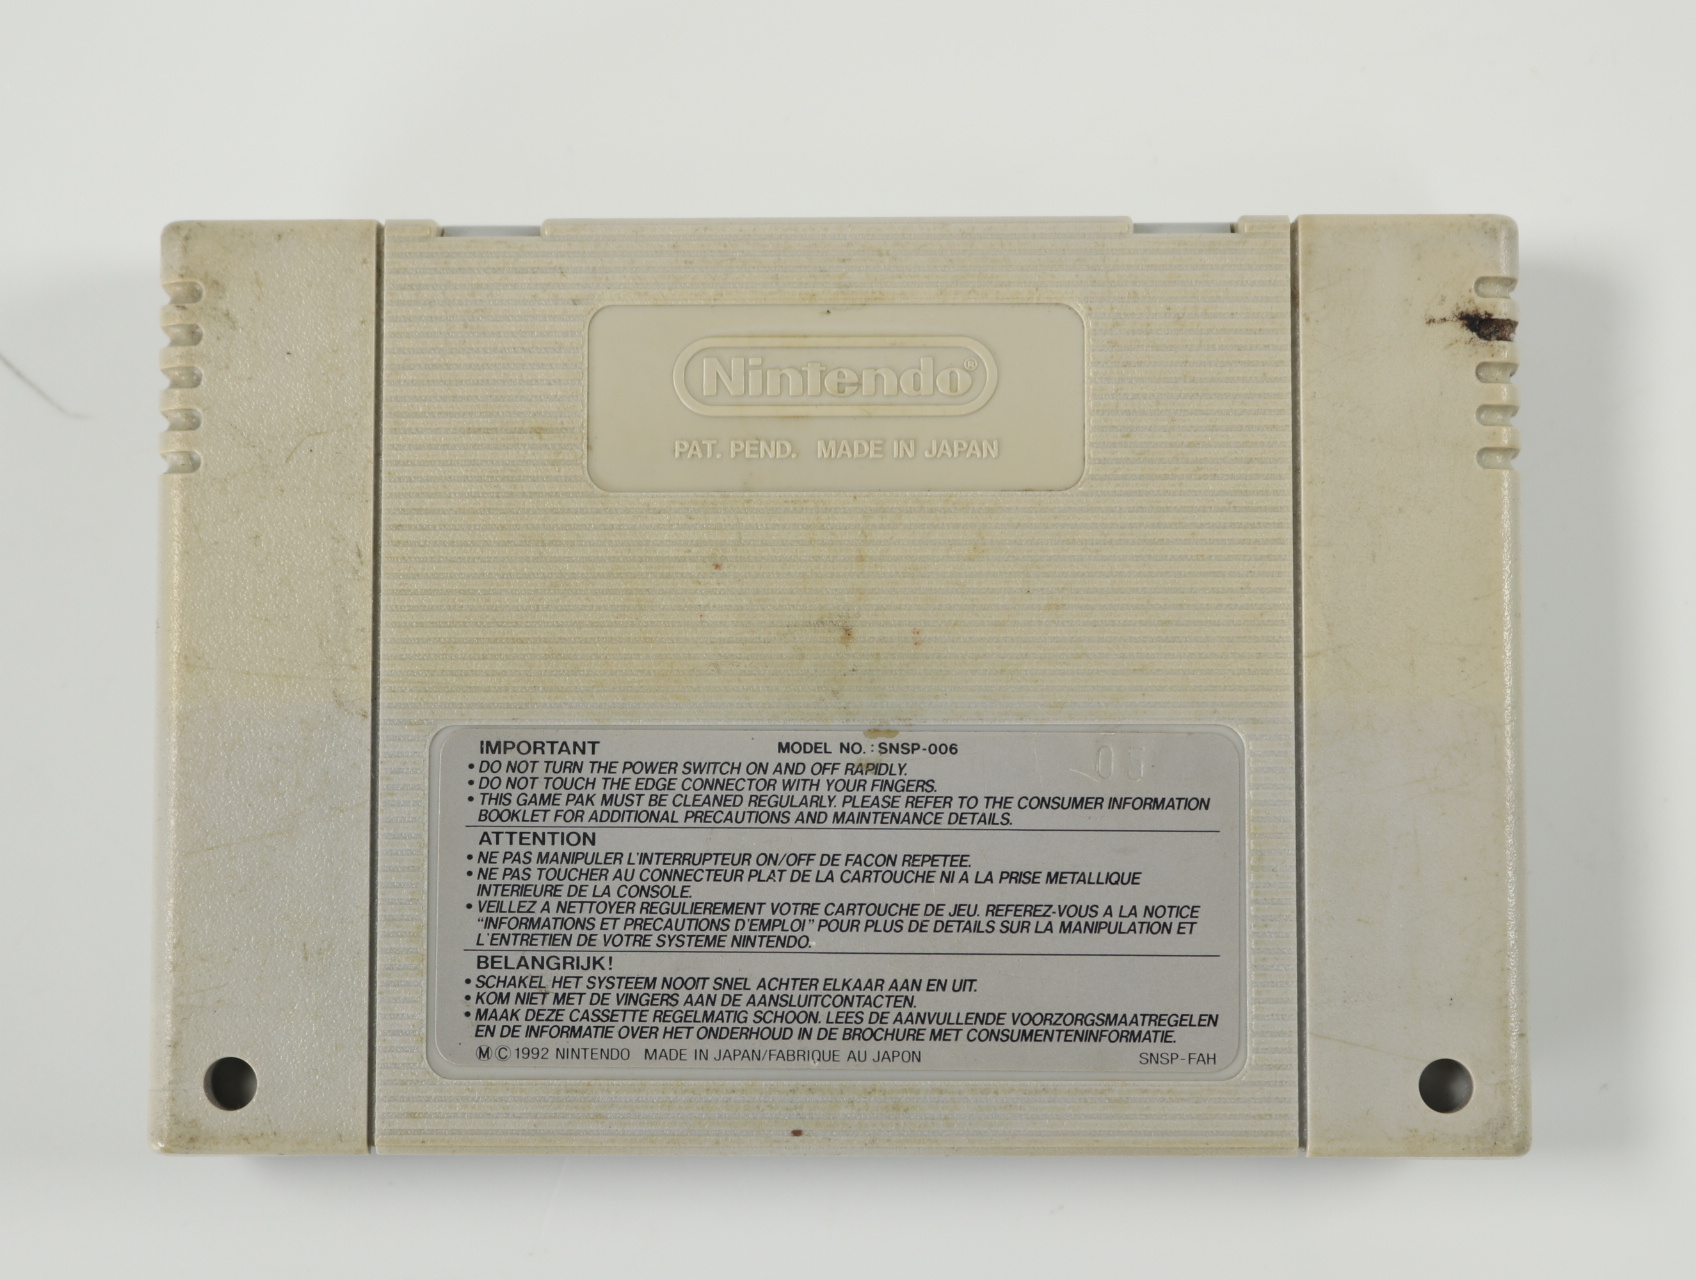 Nintendo®
PAT. PEND. MADE IN JAPAN
IMPORTANT MODEL NO.: SNSP-006
05
• DO NOT TURN THE POWER SWITCH ON AND OFF RAPIDLY.
• DO NOT TOUCH THE EDGE CONNECTOR WITH YOUR FINGERS.
• THIS GAME PAK MUST BE CLEANED REGULARLY. PLEASE REFER TO THE CONSUMER INFORMATION
BOOKLET FOR ADDITIONAL PRECAUTIONS AND MAINTENANCE DETAILS.
ATTENTION
• NE PAS MANIPULER L'INTERRUPTEUR ON/OFF DE FACON REPETEE.
• NE PAS TOUCHER AU CONNECTEUR PLAT DE LA CARTOUCHE NI A LA PRISE METALLIQUE
INTERIEURE DE LA CONSOLE.
• VEILLEZ A NETTOYER REGULIEREMENT VOTRE CARTOUCHE DE JEU. REFEREZ-VOUS A LA NOTICE
"INFORMATIONS ET PRECAUTIONS D'EMPLOI" POUR PLUS DE DETAILS SUR LA MANIPULATION ET
L'ENTRETIEN DE VOTRE SYSTEME NINTENDO.
BELANGRIJK!
• SCHAKEL HET SYSTEEM NOOIT SNEL ACHTER ELKAAR AAN EN UIT.
• KOM NIET MET DE VINGERS AAN DE AANSLUITCONTACTEN.
• MAAK DEZE CASSETTE REGELMATIG SCHOON. LEES DE AANVULLENDE VOORZORGSMAATREGELEN
EN DE INFORMATIE OVER HET ONDERHOUD IN DE BROCHURE MET CONSUMENTENINFORMATIE.
Ⓜ © 1992 NINTENDO MADE IN JAPAN/FABRIQUE AU JAPON SNSP-FAH